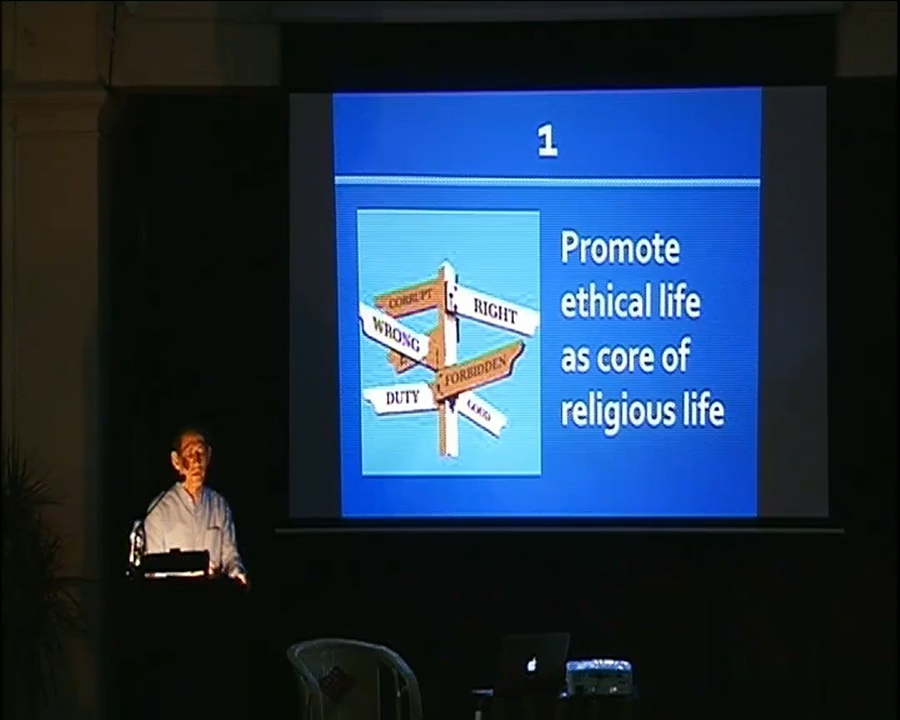 1
Promote
ethical life
as core of
religious life
CORRUPT
RIGHT
WRONG
FORBIDDEN
DUTY
GOOD